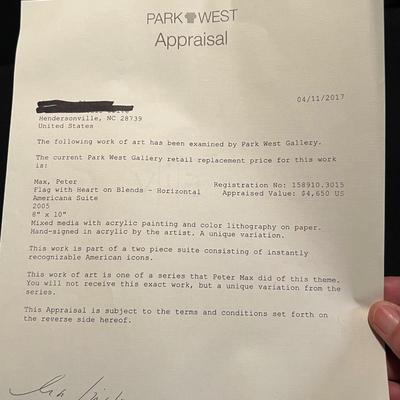 PARK WEST
Appraisal
04/11/2017
Hendersonville, NC 28739
United States
The following work of art has been examined by Park West Gallery.
The current Park West Gallery retail replacement price for this work
is:
Max, Peter
Registration No: 158910.3015
Flag with Heart on Blends - Horizontal
Appraised Value: $4,650 US
Americana Suite
2005
8" x 10"
Mixed media with acrylic painting and color lithography on paper.
Hand-signed in acrylic by the artist. A unique variation.
This work is part of a two piece suite consisting of instantly
recognizable American icons.
This work of art is one of a series that Peter Max did of this theme.
You will not receive this exact work, but a unique variation from the
series.
This Appraisal is subject to the terms and conditions set forth on
the reverse side hereof.